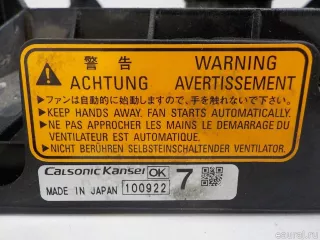 警告 WARNING
ACHTUNG AVERTISSEMENT
▶ファンは自動的に始動しますので、手を触れないで下さい。
▶KEEP HANDS AWAY. FAN STARTS AUTOMATICALLY.
▶NE PAS APPROCHER LES MAINS LE DEMARRAGE DU
VENTILATEUR EST AUTOMATIQUE.
▶NICHT BERÜHREN SELBSTEINSCHALTENDER VENTILATOR.
Calsonic Kansei OK 7
MADE IN JAPAN 100922